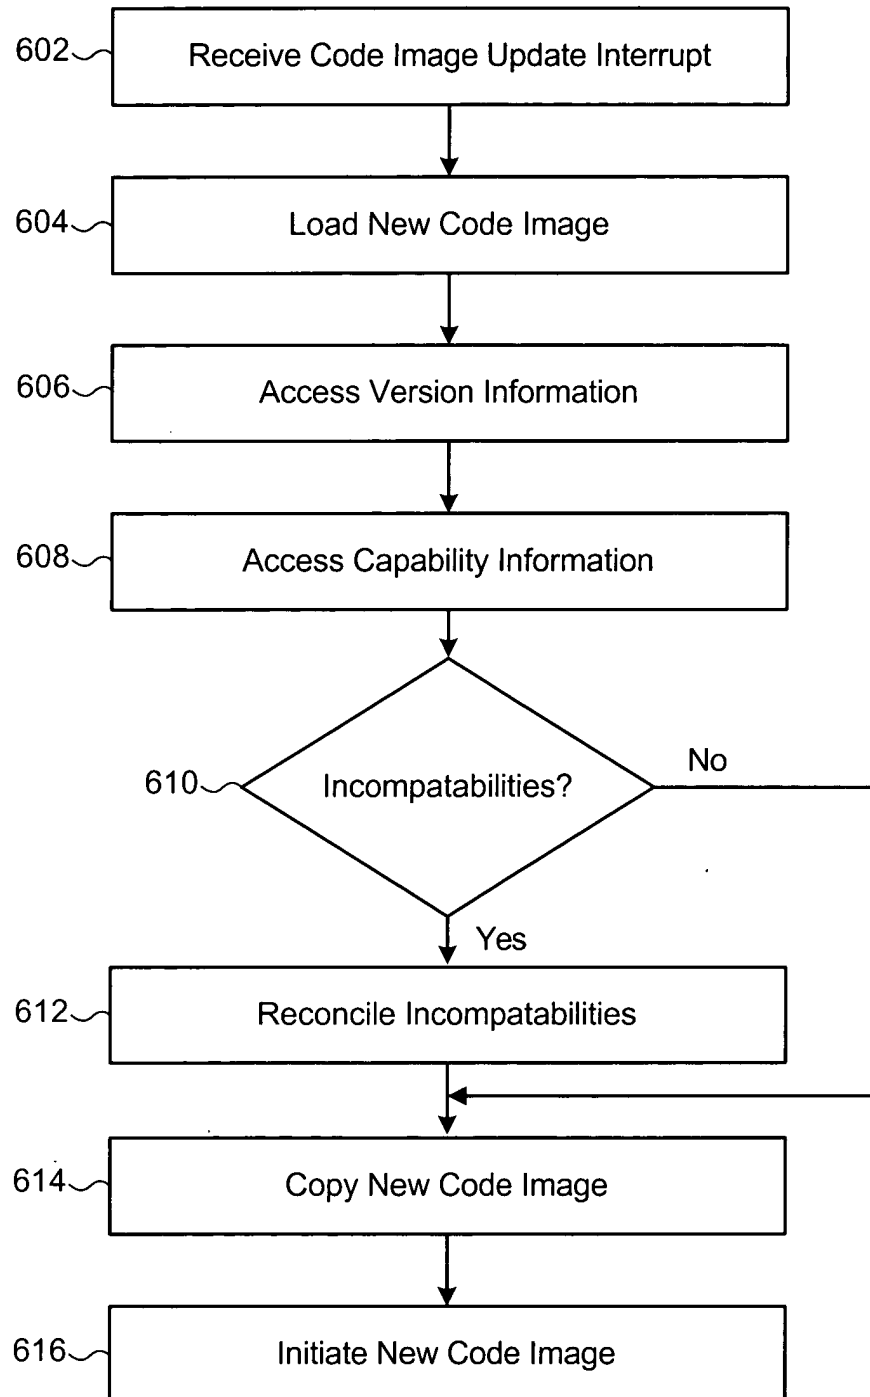 602 Receive Code Image Update Interrupt
604 Load New Code Image
606 Access Version Information
608 Access Capability Information
610 Incompatabilities? No
Yes
612 Reconcile Incompatabilities
614 Copy New Code Image
616 Initiate New Code Image